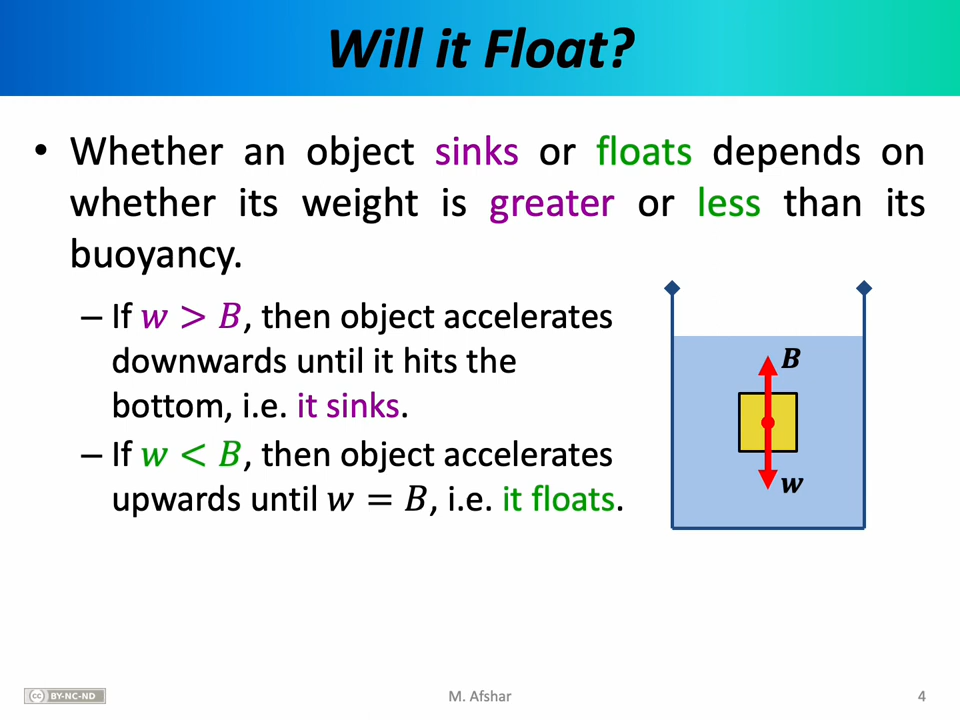 Will it Float?
• Whether an object sinks or floats depends on
whether its weight is greater or less than its
buoyancy.
– If w > B, then object accelerates
downwards until it hits the
bottom, i.e. it sinks.
– If w < B, then object accelerates
upwards until w = B, i.e. it floats.
B
w
cc BY-NC-ND
M. Afshar
4